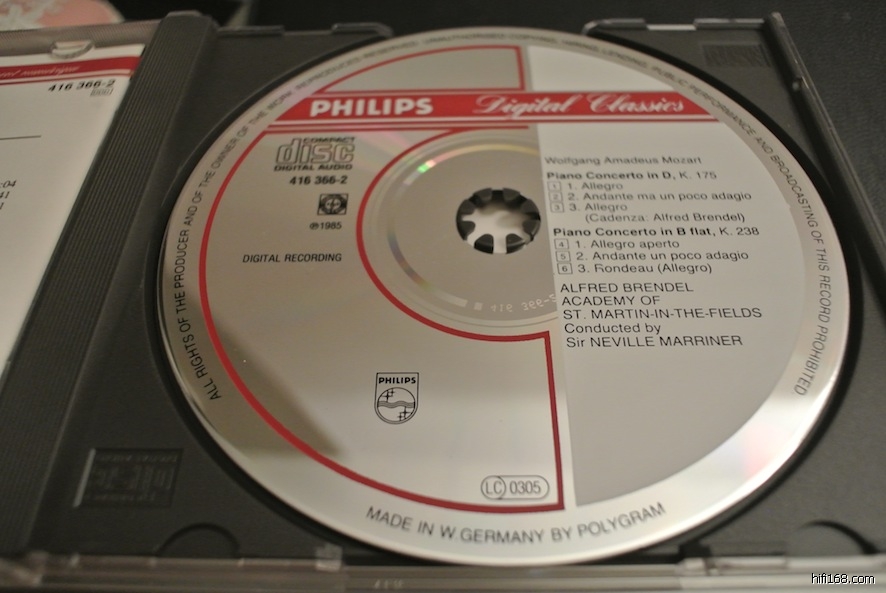 416 366-2
ALL RIGHTS OF THE PRODUCER AND OF THE OWNER OF THE WORK REPRODUCED RESERVED. UNAUTHORISED COPYING, HIRING, LENDING, PUBLIC PERFORMANCE AND BROADCASTING OF THIS RECORD PROHIBITED
PHILIPS Digital Classics
COMPACT
disc
DIGITAL AUDIO
416 366-2
℗1985
DIGITAL RECORDING
Wolfgang Amadeus Mozart
Piano Concerto in D, K. 175
1 1. Allegro
2 2. Andante ma un poco adagio
3 3. Allegro
(Cadenza: Alfred Brendel)
Piano Concerto in B flat, K. 238
4 1. Allegro aperto
5 2. Andante un poco adagio
6 3. Rondeau (Allegro)
ALFRED BRENDEL
ACADEMY OF
ST. MARTIN-IN-THE-FIELDS
Conducted by
Sir NEVILLE MARRINER
PHILIPS
LC 0305
MADE IN W. GERMANY BY POLYGRAM
hifi168.com